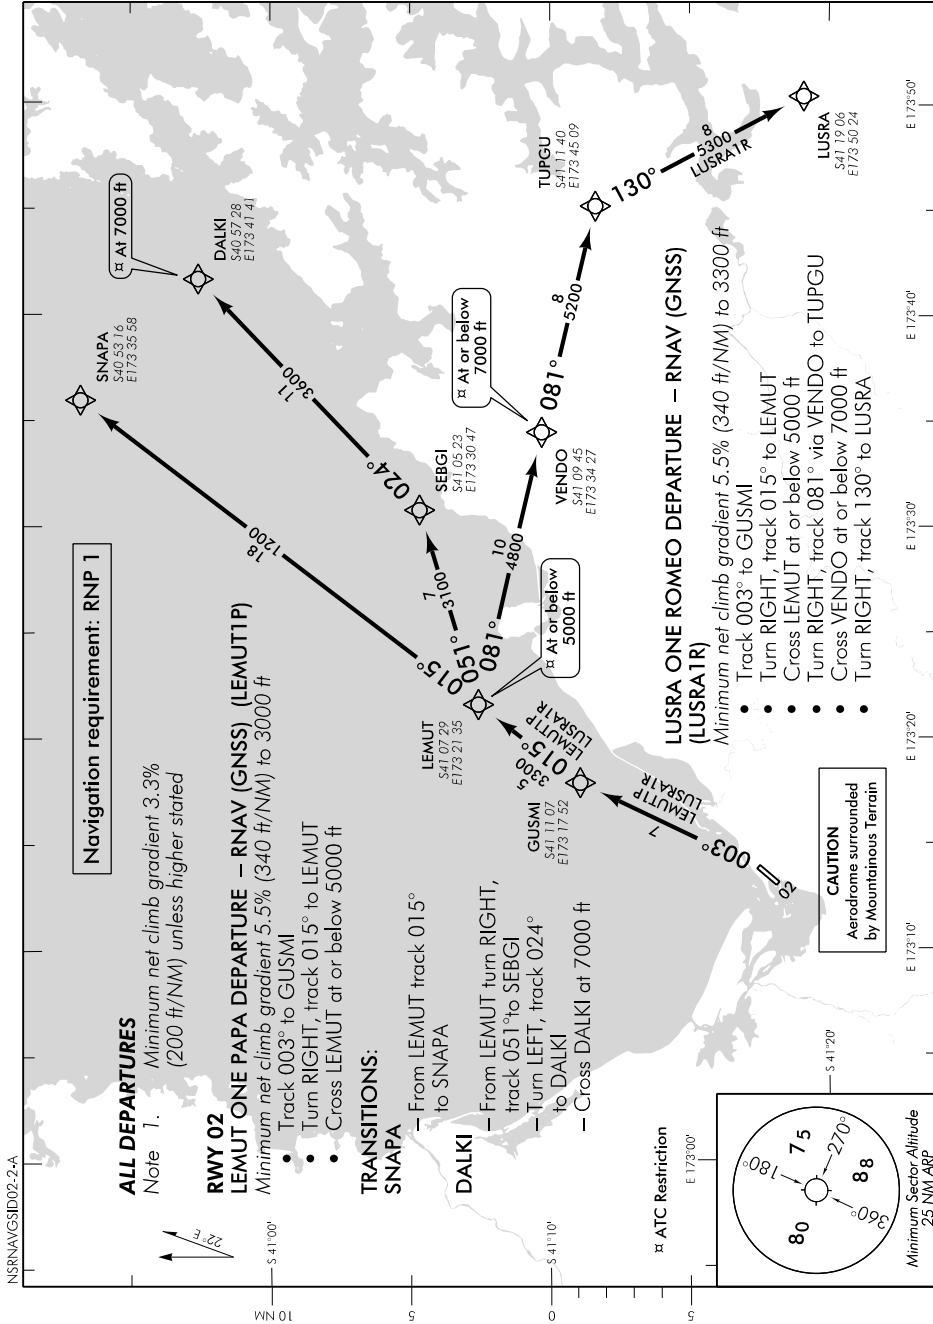 NSRNAVGSID02-2-A
ALL DEPARTURES
Note 1. Minimum net climb gradient 3.3%
(200 ft/NM) unless higher stated
Navigation requirement: RNP 1
RWY 02
LEMUT ONE PAPA DEPARTURE – RNAV (GNSS) (LEMUT1P)
Minimum net climb gradient 5.5% (340 ft/NM) to 3000 ft
• Track 003° to GUSMI
• Turn RIGHT, track 015° to LEMUT
• Cross LEMUT at or below 5000 ft
TRANSITIONS:
SNAPA
– From LEMUT track 015°
to SNAPA
DALKI
– From LEMUT turn RIGHT,
track 051°to SEBGI
– Turn LEFT, track 024°
to DALKI
– Cross DALKI at 7000 ft
¤ ATC Restriction
22° E
SNAPA
S40 53 16
E173 35 58
¤ At 7000 ft
DALKI
S40 57 28
E173 41 41
18
1200
015°
11
3600
024°
SEBGI
S41 05 23
E173 30 47
7
3100
051°
LEMUT
S41 07 29
E173 21 35
081°
10
4800
¤ At or below
5000 ft
VENDO
S41 09 45
E173 34 27
¤ At or below
7000 ft
081°
8
5200
TUPGU
S41 11 40
E173 45 09
130°
8
5300
LUSRA1R
LUSRA
S41 19 06
E173 50 24
5
3300
015°
LEMUT1P
LUSRA1R
GUSMI
S41 11 07
E173 17 52
7
LEMUT1P
LUSRA1R
003°
02
LUSRA ONE ROMEO DEPARTURE – RNAV (GNSS)
(LUSRA1R)
Minimum net climb gradient 5.5% (340 ft/NM) to 3300 ft
• Track 003° to GUSMI
• Turn RIGHT, track 015° to LEMUT
• Cross LEMUT at or below 5000 ft
• Turn RIGHT, track 081° via VENDO to TUPGU
• Cross VENDO at or below 7000 ft
• Turn RIGHT, track 130° to LUSRA
CAUTION
Aerodrome surrounded
by Mountainous Terrain
80
75
88
180°
270°
360°
Minimum Sector Altitude
25 NM ARP
S 41°00'
S 41°10'
S 41°20'
E 173°00'
E 173°10'
E 173°20'
E 173°30'
E 173°40'
E 173°50'
10 NM
5
0
5